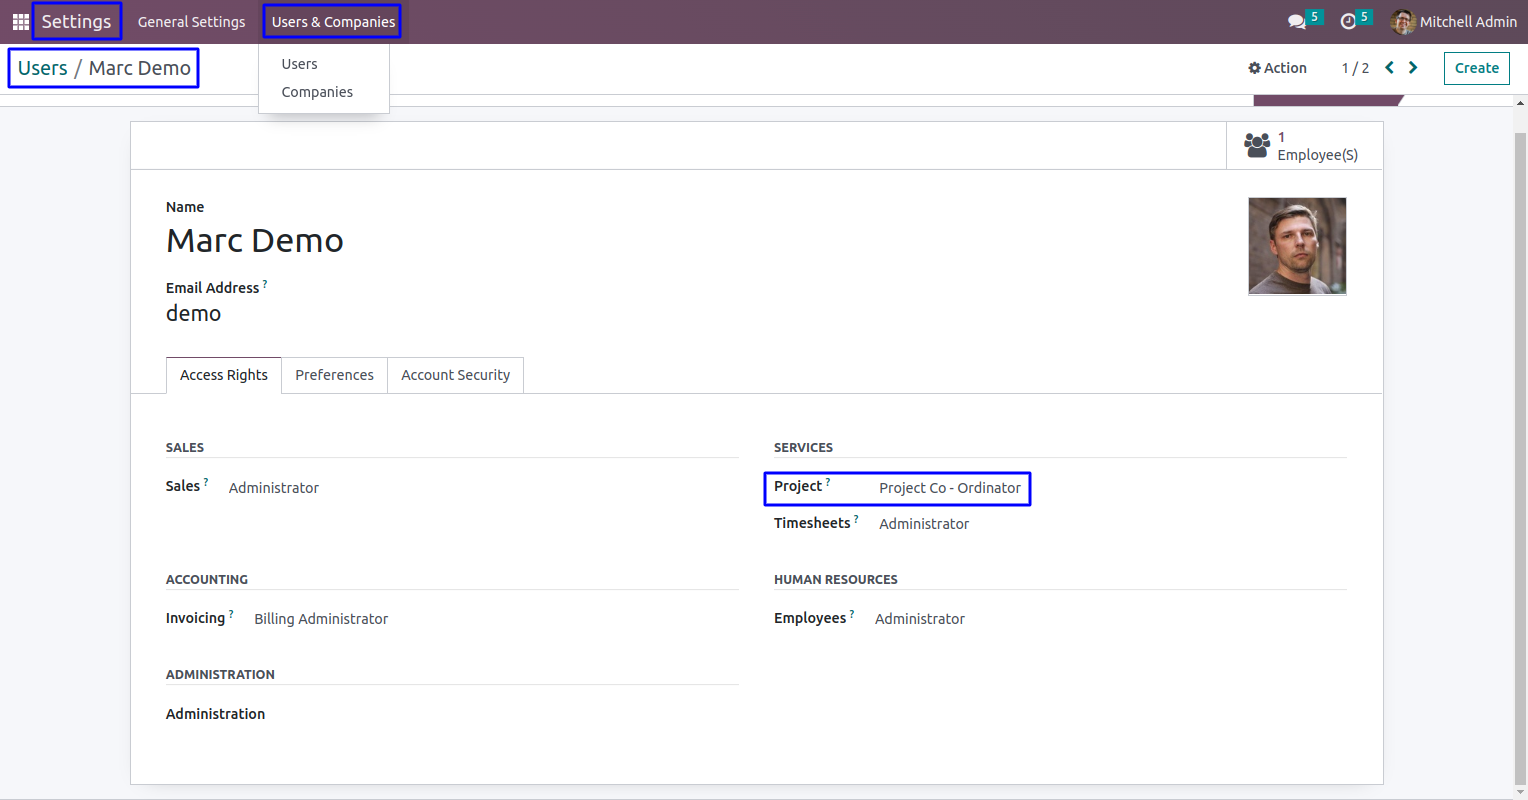 Settings General Settings Users & Companies 5 5 Mitchell Admin
Users / Marc Demo Action 1 / 2 Create
Users
Companies
1
Employee(S)
Name
Marc Demo
Email Address ?
demo
Access Rights Preferences Account Security
SALES
Sales ? Administrator
SERVICES
Project ? Project Co - Ordinator
Timesheets ? Administrator
ACCOUNTING
Invoicing ? Billing Administrator
HUMAN RESOURCES
Employees ? Administrator
ADMINISTRATION
Administration